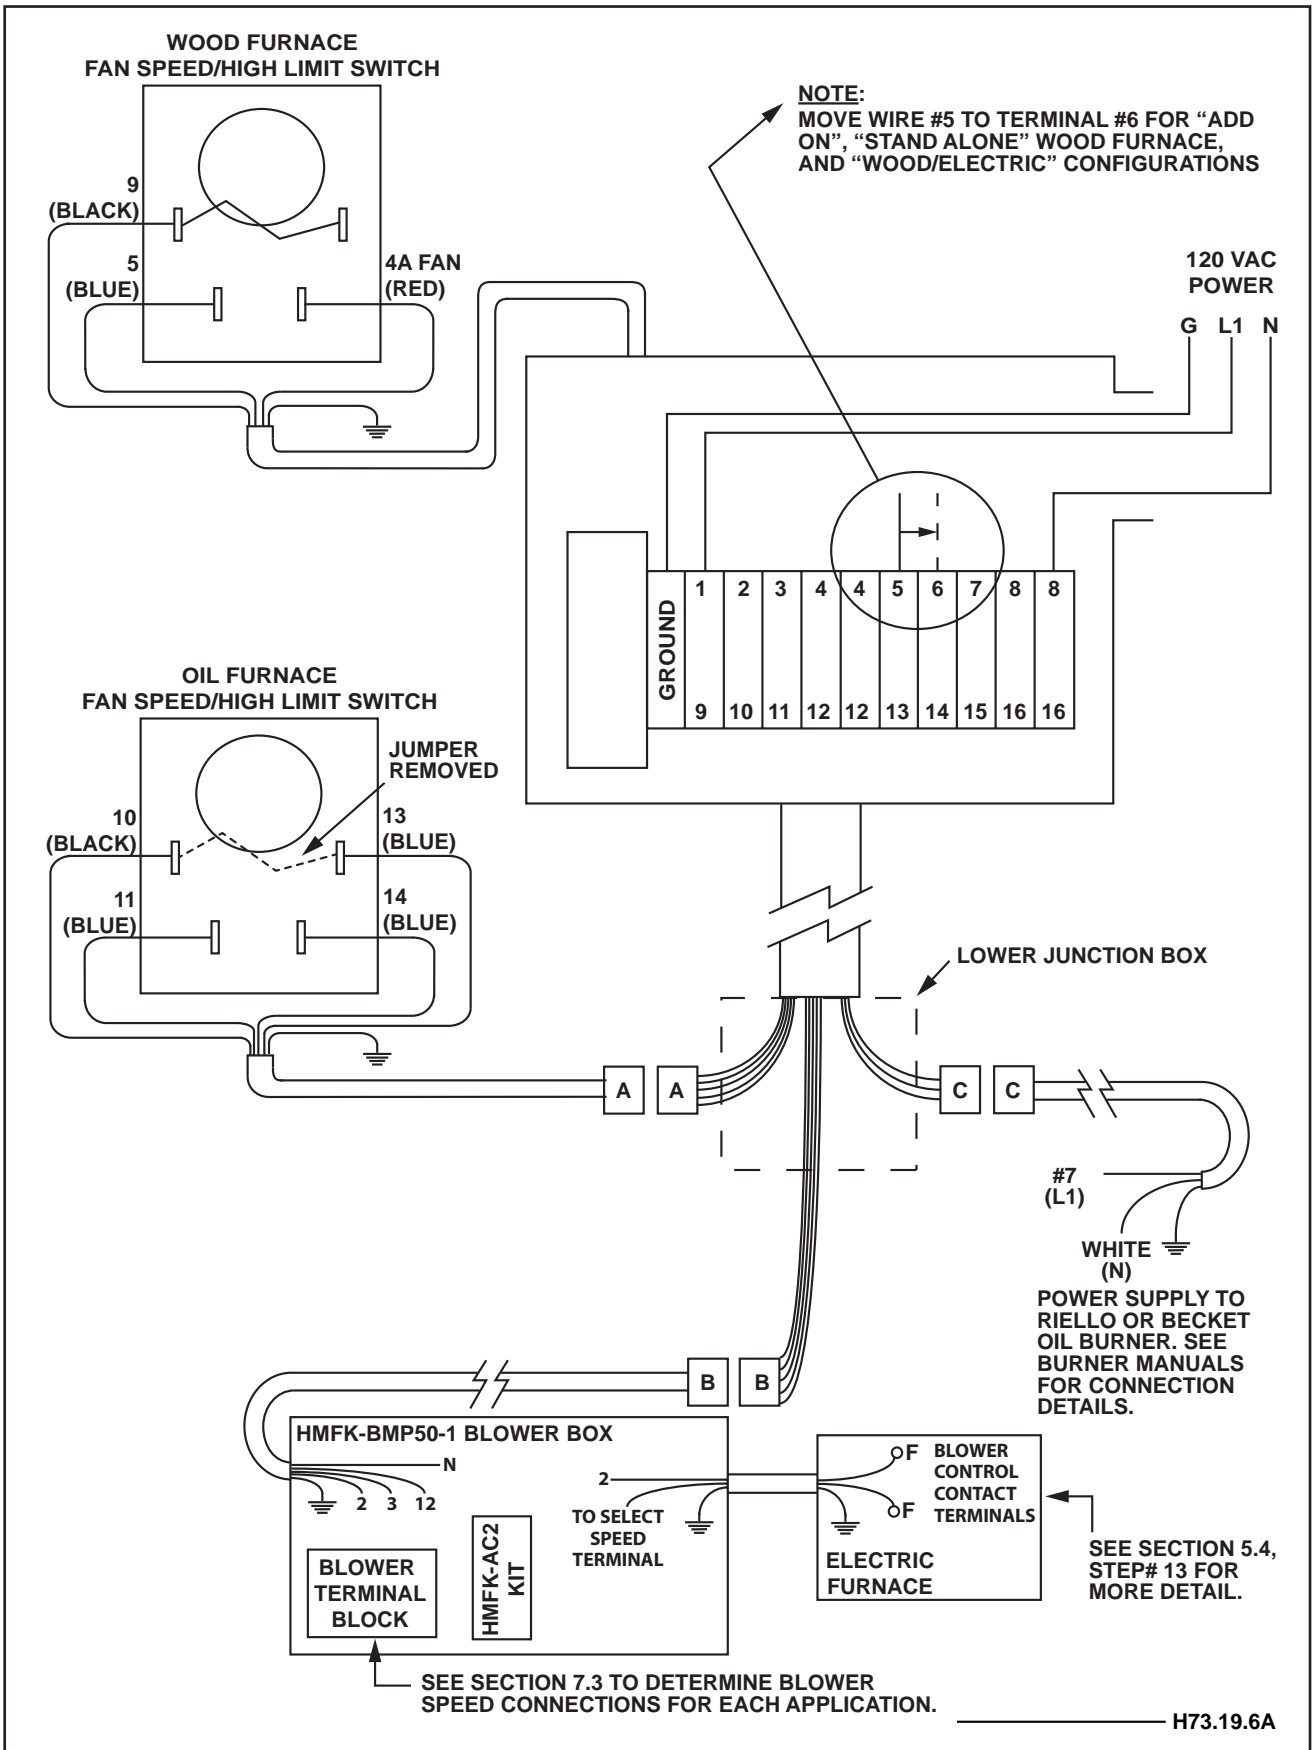 WOOD FURNACE
FAN SPEED/HIGH LIMIT SWITCH
9
(BLACK)
5
(BLUE)
4A FAN
(RED)
NOTE:
MOVE WIRE #5 TO TERMINAL #6 FOR “ADD
ON”, “STAND ALONE” WOOD FURNACE,
AND “WOOD/ELECTRIC” CONFIGURATIONS
120 VAC
POWER
G L1 N
GROUND
1 2 3 4 4 5 6 7 8 8
9 10 11 12 12 13 14 15 16 16
OIL FURNACE
FAN SPEED/HIGH LIMIT SWITCH
JUMPER
REMOVED
10
(BLACK)
13
(BLUE)
11
(BLUE)
14
(BLUE)
LOWER JUNCTION BOX
A A
C C
#7
(L1)
WHITE
(N)
POWER SUPPLY TO
RIELLO OR BECKET
OIL BURNER. SEE
BURNER MANUALS
FOR CONNECTION
DETAILS.
B B
HMFK-BMP50-1 BLOWER BOX
N
2 3 12
2
TO SELECT
SPEED
TERMINAL
BLOWER
TERMINAL
BLOCK
HMFK-AC2
KIT
F
F
BLOWER
CONTROL
CONTACT
TERMINALS
ELECTRIC
FURNACE
SEE SECTION 5.4,
STEP# 13 FOR
MORE DETAIL.
SEE SECTION 7.3 TO DETERMINE BLOWER
SPEED CONNECTIONS FOR EACH APPLICATION.
H73.19.6A